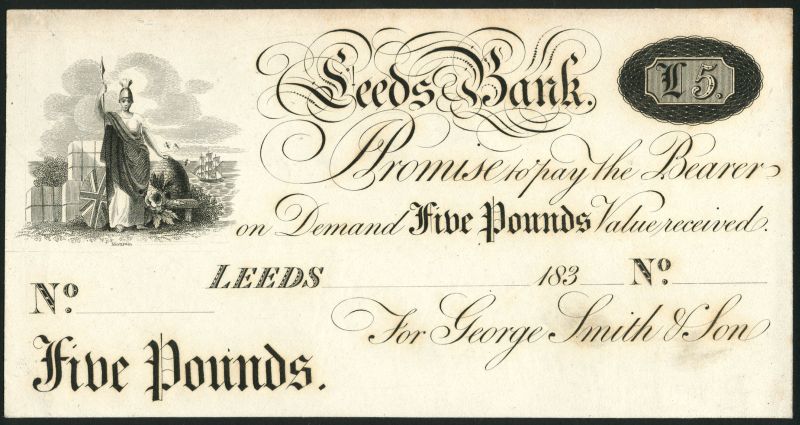 Leeds Bank.
L 5.
Promise to pay the Bearer
on Demand Five Pounds Value received.
LEEDS 183 No.
No.
For George Smith & Son
Five Pounds.